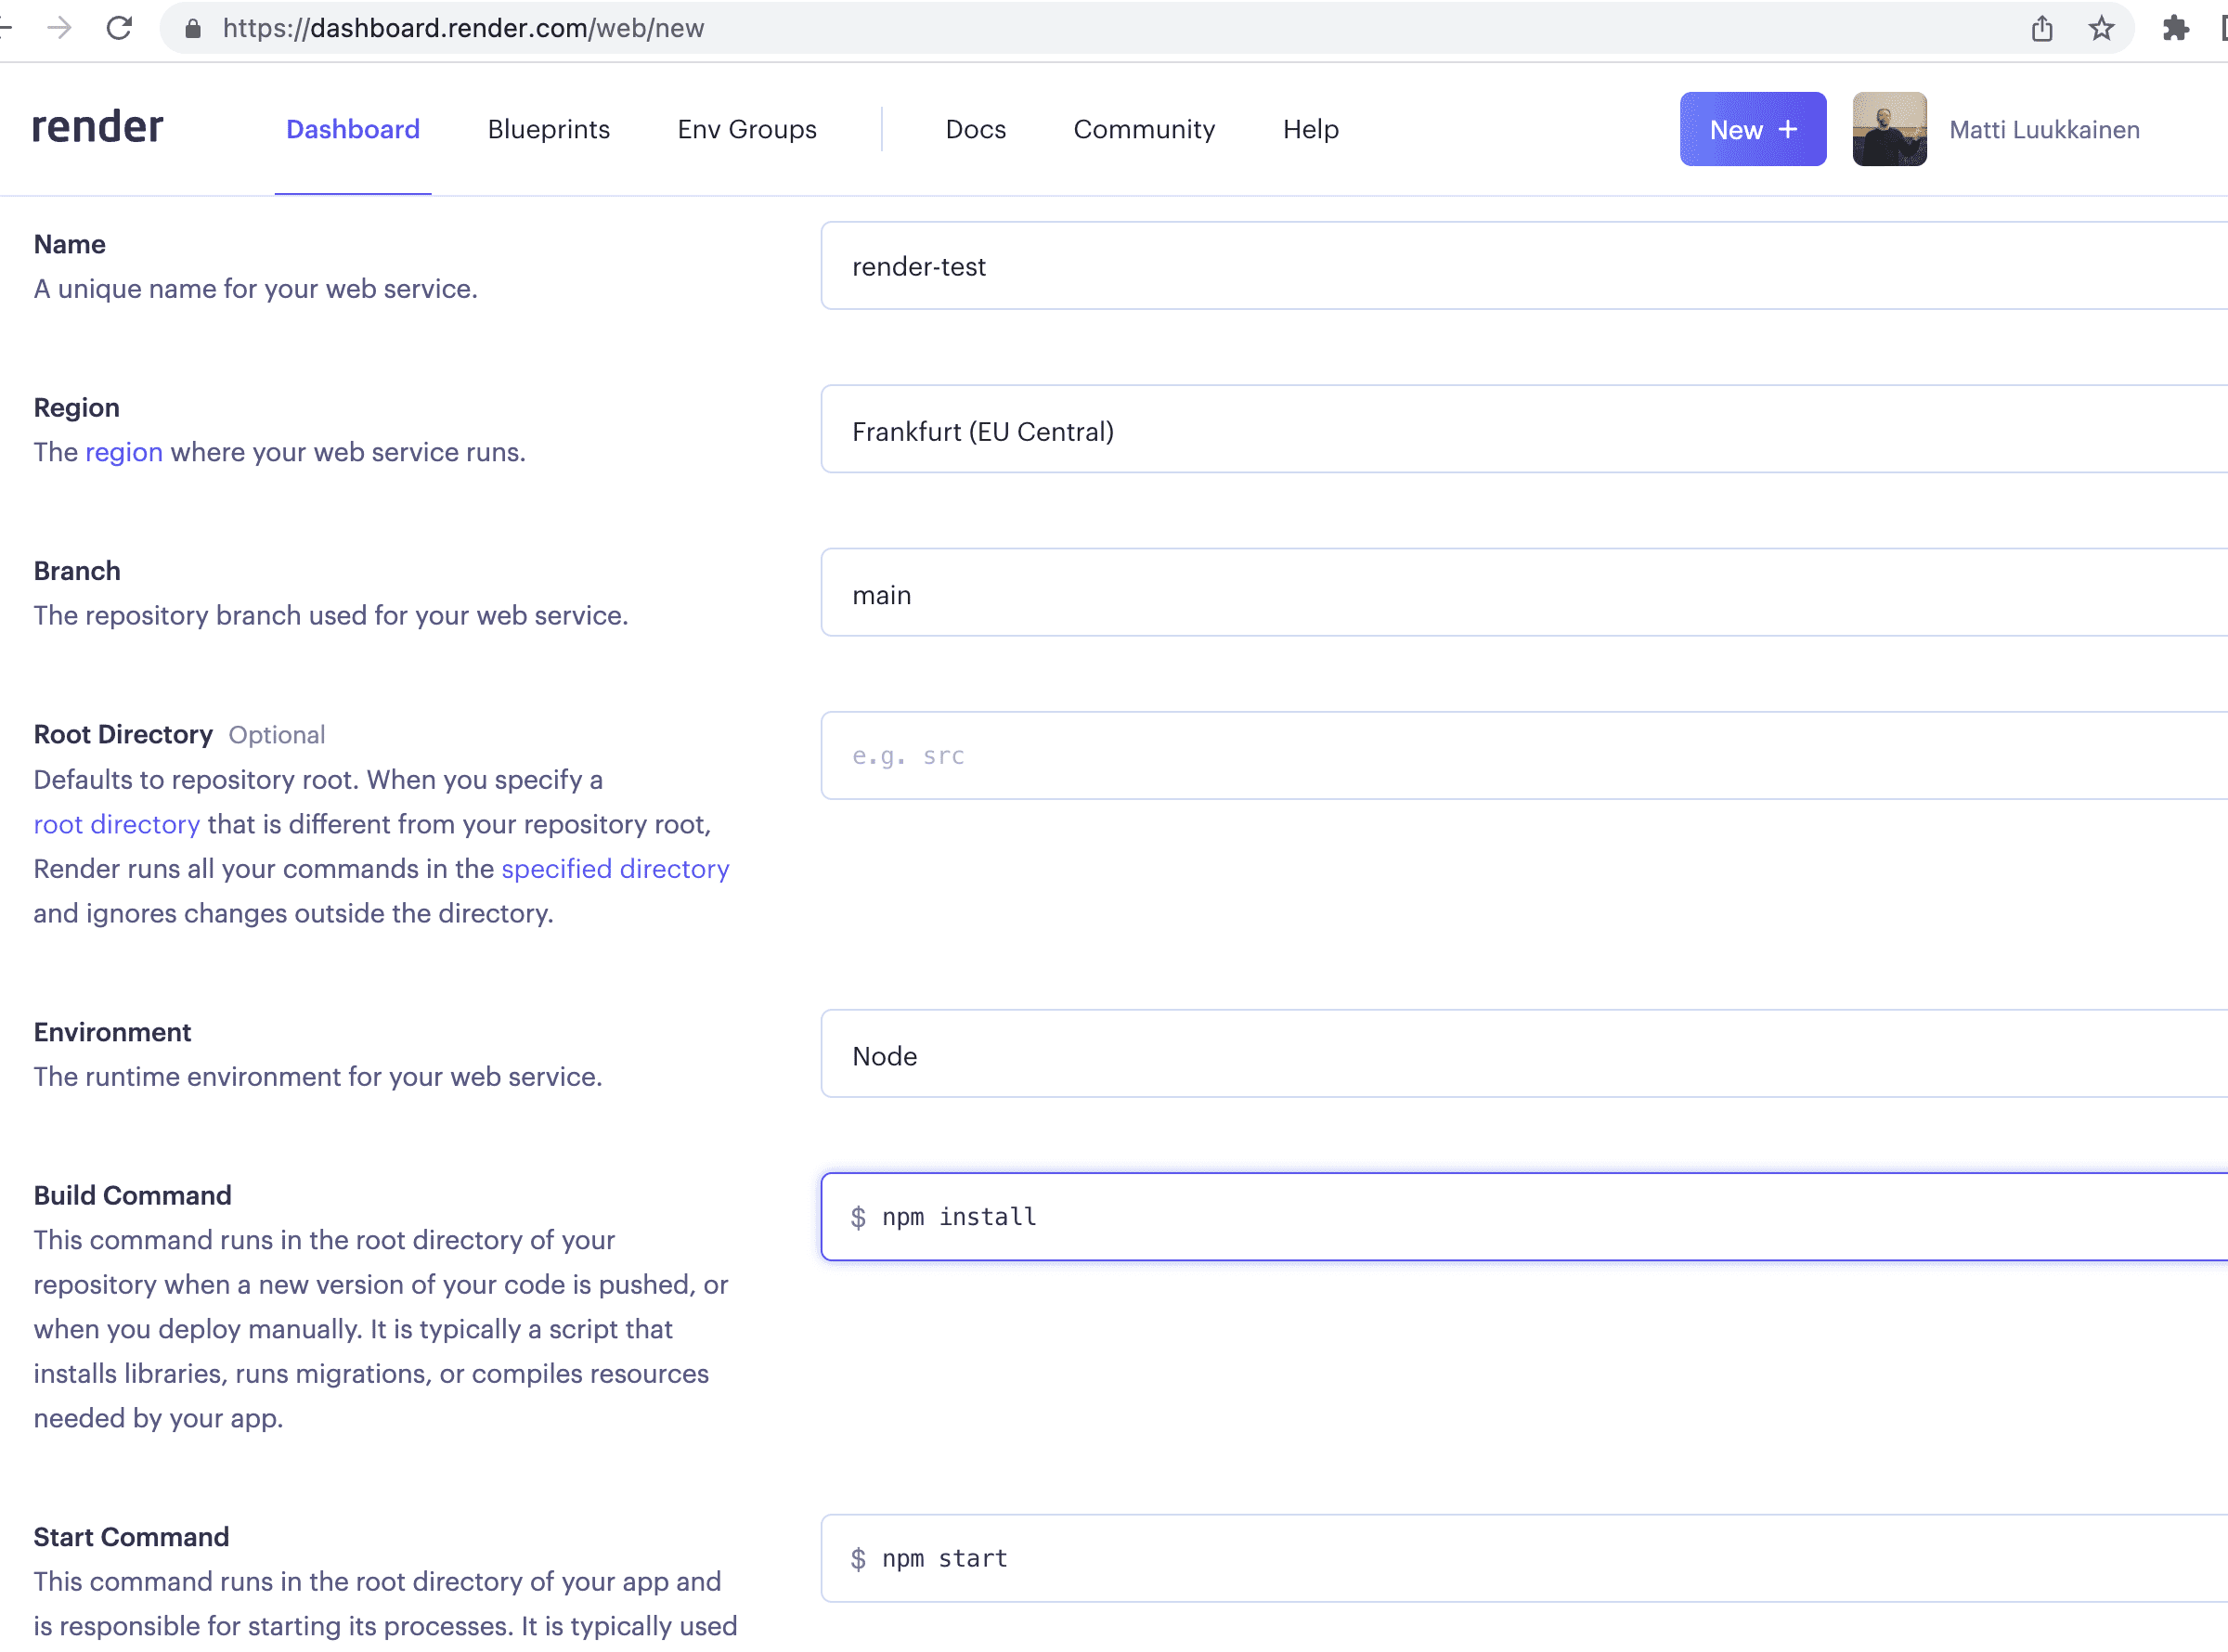 https://dashboard.render.com/web/new
render Dashboard Blueprints Env Groups Docs Community Help New + Matti Luukkainen
Name
A unique name for your web service.
render-test
Region
The region where your web service runs.
Frankfurt (EU Central)
Branch
The repository branch used for your web service.
main
Root Directory Optional
Defaults to repository root. When you specify a
root directory that is different from your repository root,
Render runs all your commands in the specified directory
and ignores changes outside the directory.
e.g. src
Environment
The runtime environment for your web service.
Node
Build Command
This command runs in the root directory of your
repository when a new version of your code is pushed, or
when you deploy manually. It is typically a script that
installs libraries, runs migrations, or compiles resources
needed by your app.
$ npm install
Start Command
This command runs in the root directory of your app and
is responsible for starting its processes. It is typically used
$ npm start